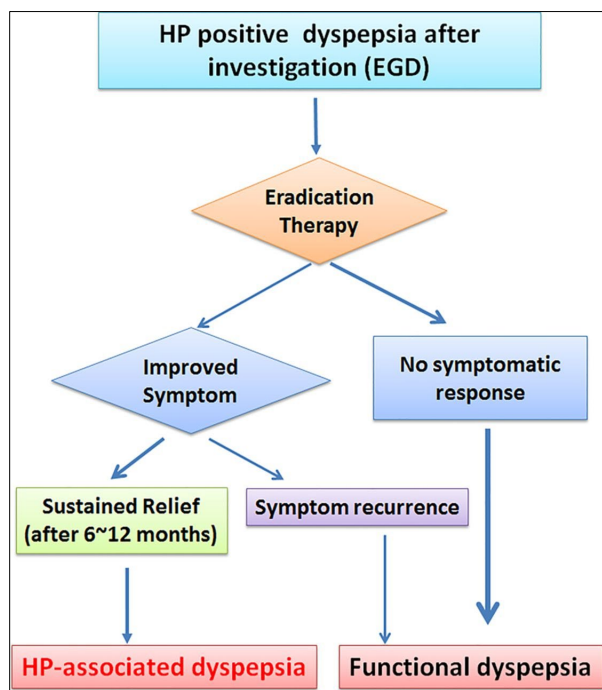 HP positive dyspepsia after
investigation (EGD)
Eradication
Therapy
Improved
Symptom
No symptomatic
response
Sustained Relief
(after 6~12 months)
Symptom recurrence
HP-associated dyspepsia
Functional dyspepsia